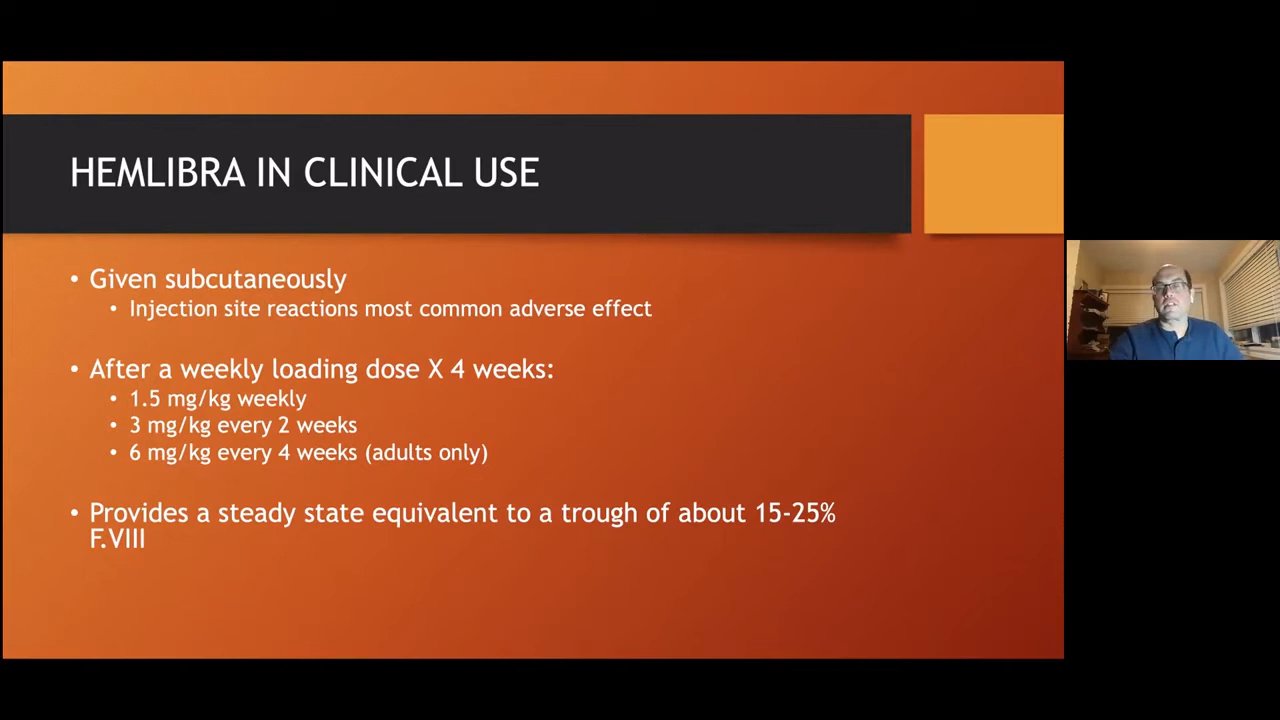 HEMLIBRA IN CLINICAL USE
• Given subcutaneously
• Injection site reactions most common adverse effect
• After a weekly loading dose X 4 weeks:
• 1.5 mg/kg weekly
• 3 mg/kg every 2 weeks
• 6 mg/kg every 4 weeks (adults only)
• Provides a steady state equivalent to a trough of about 15-25%
F.VIII